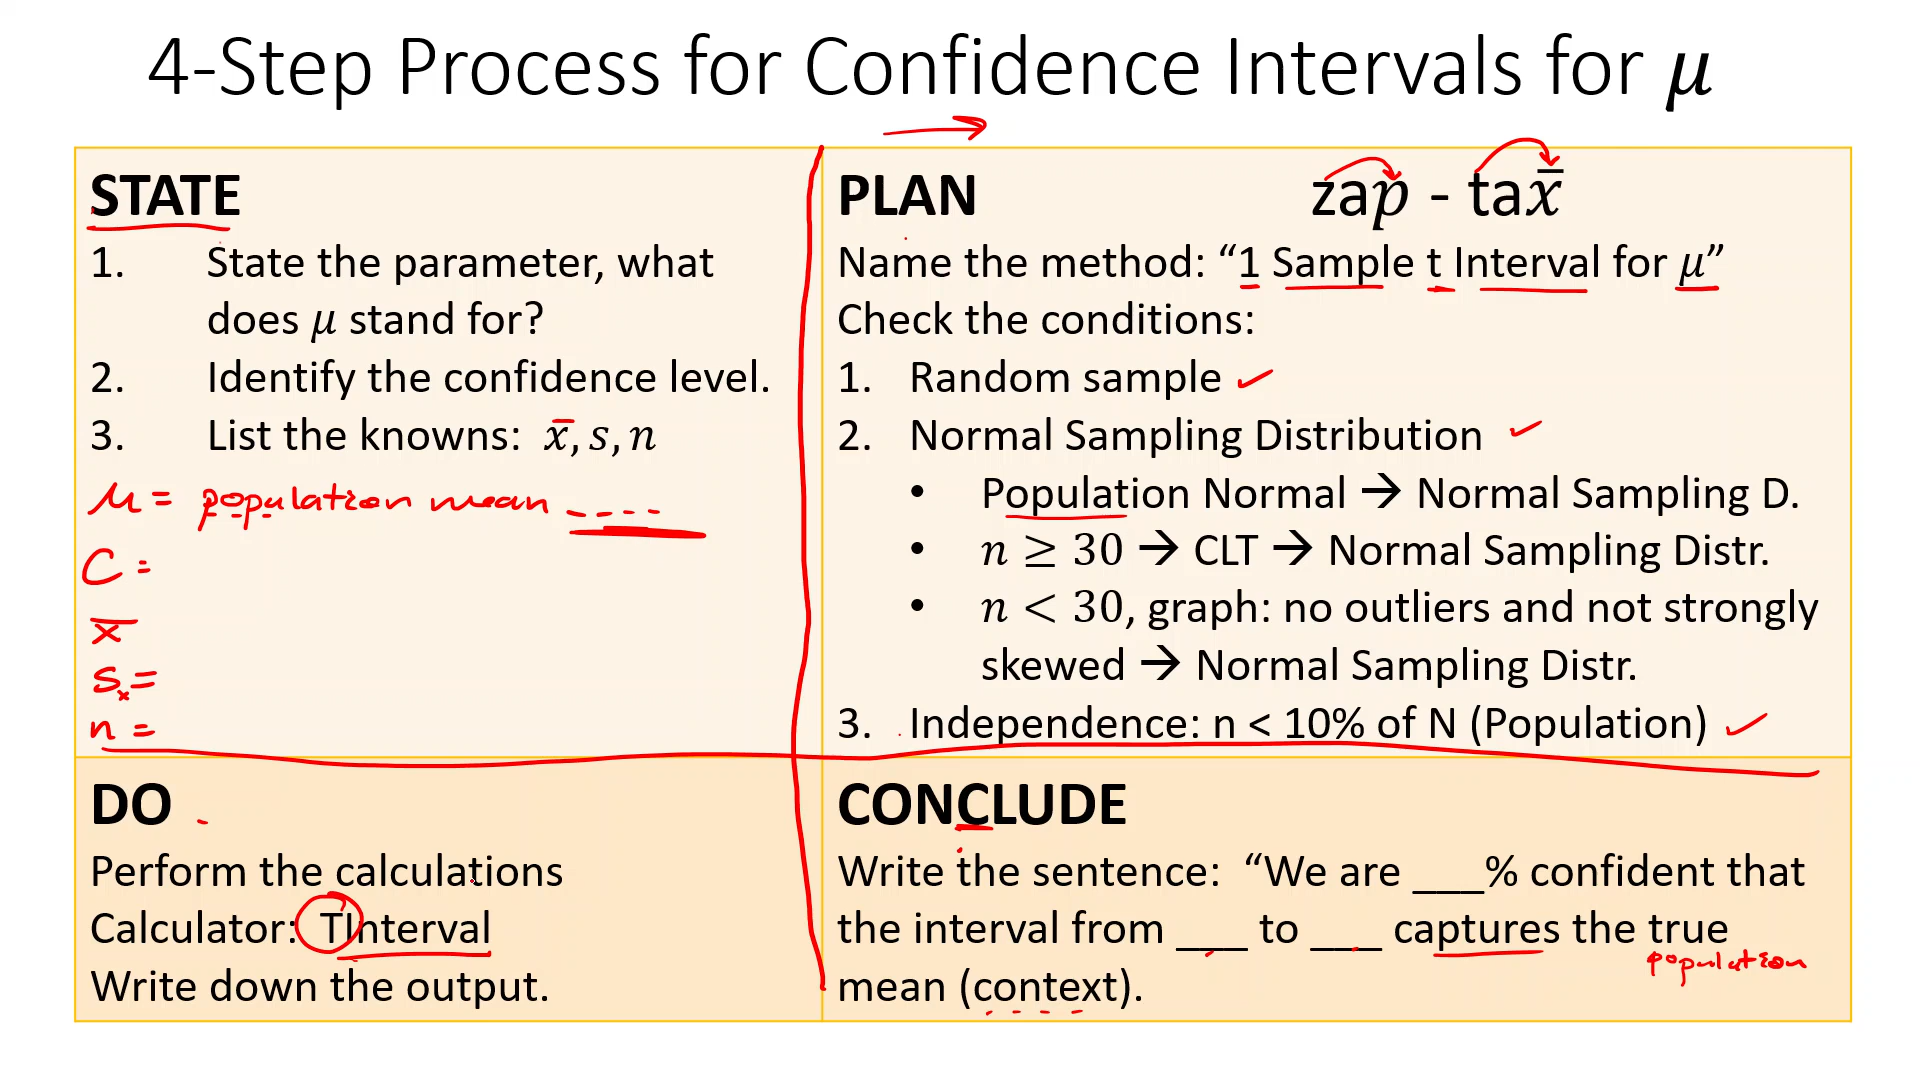 4-Step Process for Confidence Intervals for μ
STATE
1. State the parameter, what
does μ stand for?
2. Identify the confidence level.
3. List the knowns: x̄, s, n
μ = population mean ____
C =
x̄
sₓ =
n =
PLAN
zap - tax̄
Name the method: “1 Sample t Interval for μ”
Check the conditions:
1. Random sample ✓
2. Normal Sampling Distribution ✓
• Population Normal → Normal Sampling D.
• n ≥ 30 → CLT → Normal Sampling Distr.
• n < 30, graph: no outliers and not strongly
skewed → Normal Sampling Distr.
3. Independence: n < 10% of N (Population) ✓
DO
Perform the calculations
Calculator: TInterval
Write down the output.
CONCLUDE
Write the sentence: “We are ___% confident that
the interval from ___ to ___ captures the true
population
mean (context).